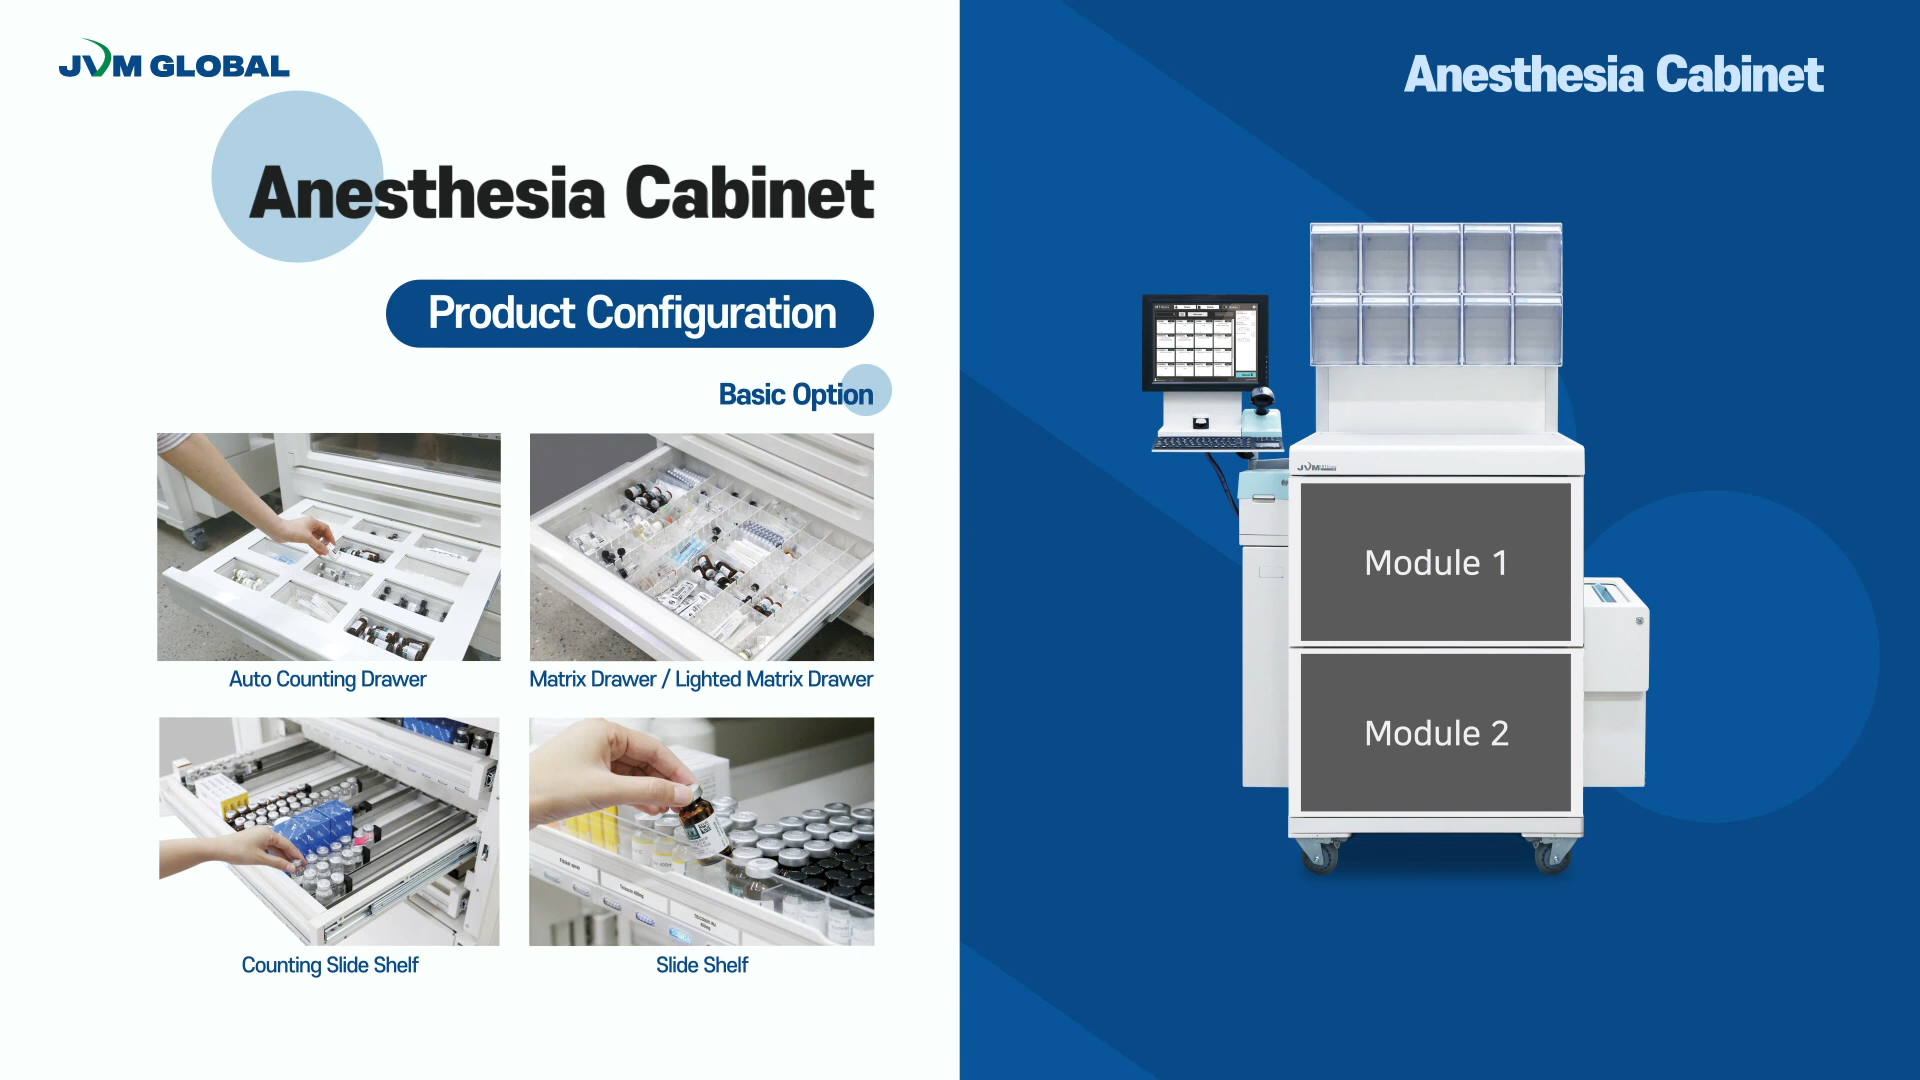 JVM GLOBAL
Anesthesia Cabinet
Product Configuration
Basic Option
Auto Counting Drawer
Matrix Drawer / Lighted Matrix Drawer
Counting Slide Shelf
Slide Shelf
Anesthesia Cabinet
JVM
Module 1
Module 2